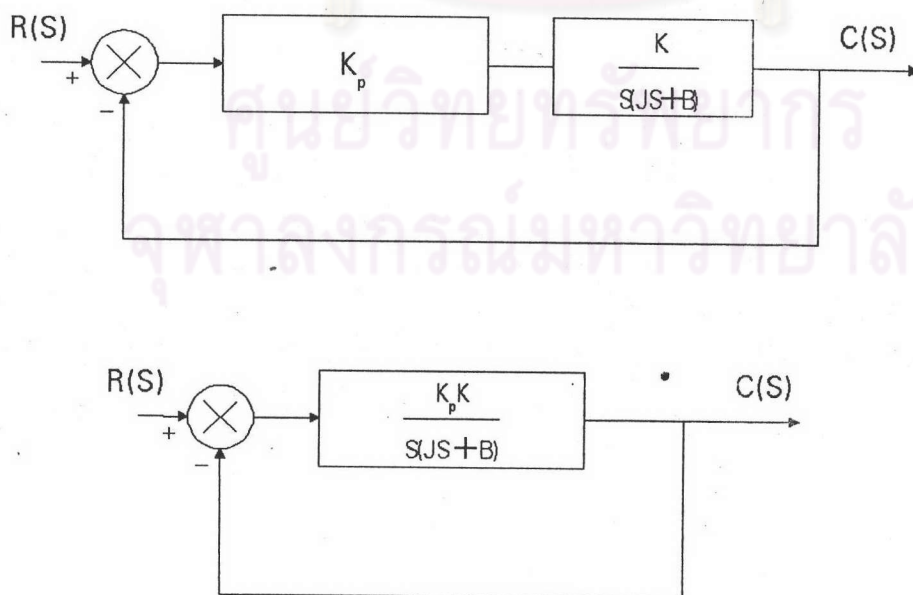 R(S)
C(S)
+
-
K_p
K
S(JS+B)
ศูนย์วิทยทรัพยากร
จุฬาลงกรณ์มหาวิทยาลั
R(S)
C(S)
+
-
K_pK
S(JS+B)